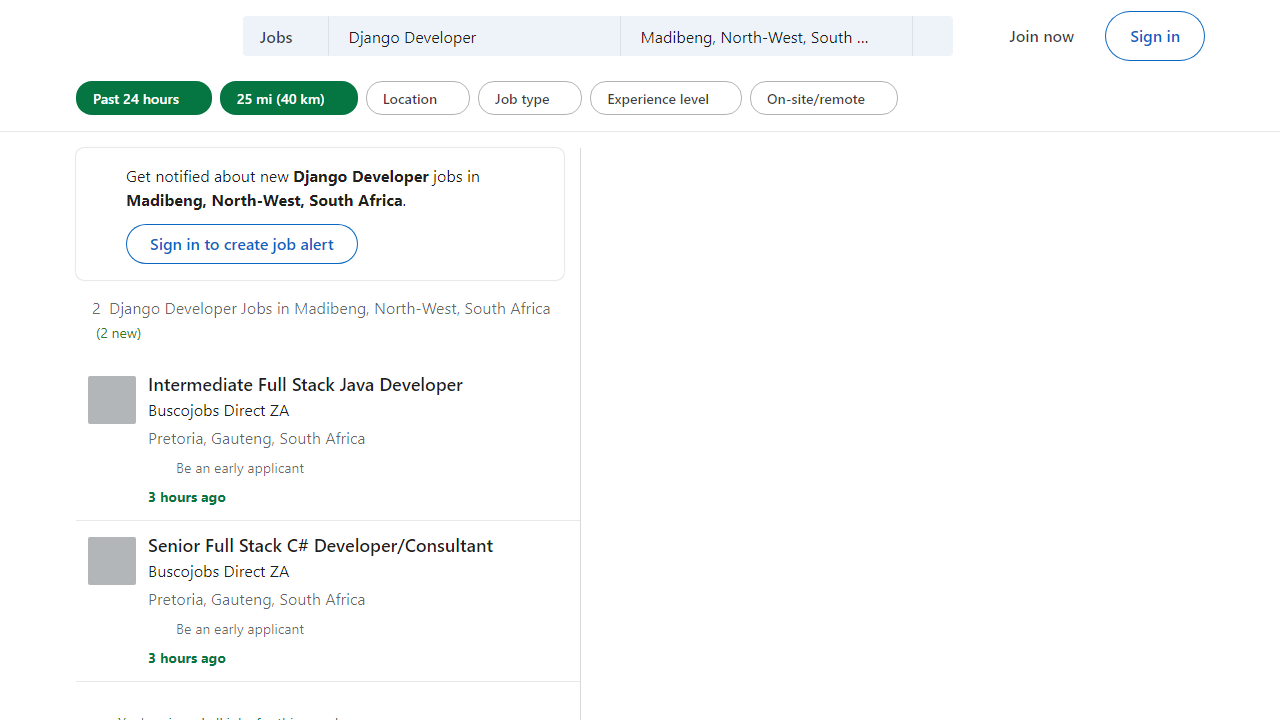 Jobs
Django Developer
Madibeng, North-West, South ...
Join now
Sign in
Past 24 hours
25 mi (40 km)
Location
Job type
Experience level
On-site/remote
Get notified about new Django Developer jobs in
Madibeng, North-West, South Africa.
Sign in to create job alert
2 Django Developer Jobs in Madibeng, North-West, South Africa
(2 new)
Intermediate Full Stack Java Developer
Buscojobs Direct ZA
Pretoria, Gauteng, South Africa
Be an early applicant
3 hours ago
Senior Full Stack C# Developer/Consultant
Buscojobs Direct ZA
Pretoria, Gauteng, South Africa
Be an early applicant
3 hours ago